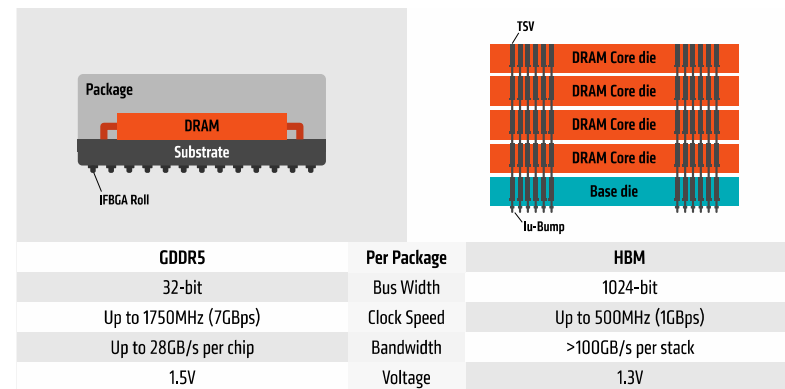 Package
DRAM
Substrate
IFBGA Roll
TSV
DRAM Core die
DRAM Core die
DRAM Core die
DRAM Core die
Base die
Iu-Bump
GDDR5 Per Package HBM
32-bit Bus Width 1024-bit
Up to 1750MHz (7GBps) Clock Speed Up to 500MHz (1GBps)
Up to 28GB/s per chip Bandwidth >100GB/s per stack
1.5V Voltage 1.3V